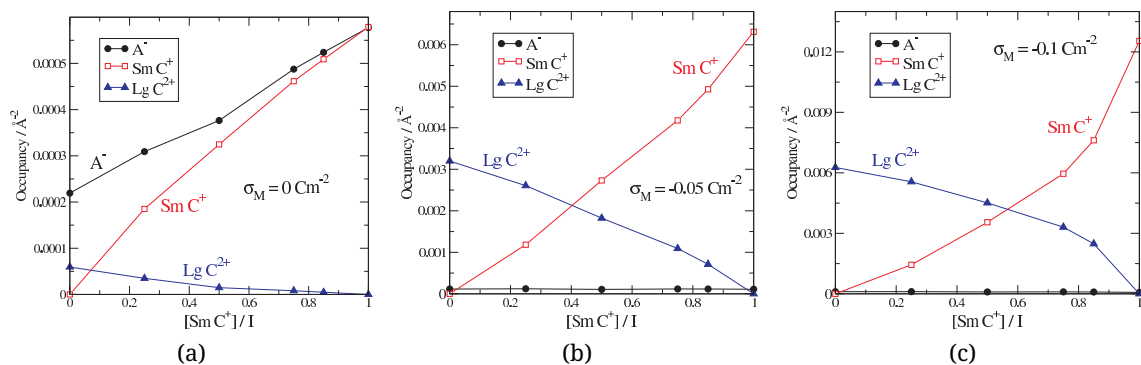 A⁻
Sm C⁺
Lg C²⁺
A⁻
Sm C⁺
Lg C²⁺
σ_M = 0 Cm⁻²
Occupancy / Å⁻²
0
0.0001
0.0002
0.0003
0.0004
0.0005
0 0.2 0.4 0.6 0.8 1
[Sm C⁺] / I
(a)
A⁻
Sm C⁺
Lg C²⁺
Sm C⁺
Lg C²⁺
σ_M = -0.05 Cm⁻²
Occupancy / Å⁻²
0
0.001
0.002
0.003
0.004
0.005
0.006
0 0.2 0.4 0.6 0.8 1
[Sm C⁺] / I
(b)
A⁻
Sm C⁺
Lg C²⁺
σ_M = -0.1 Cm⁻²
Sm C⁺
Lg C²⁺
Occupancy / Å⁻²
0
0.003
0.006
0.009
0.012
0 0.2 0.4 0.6 0.8 1
[Sm C⁺] / I
(c)